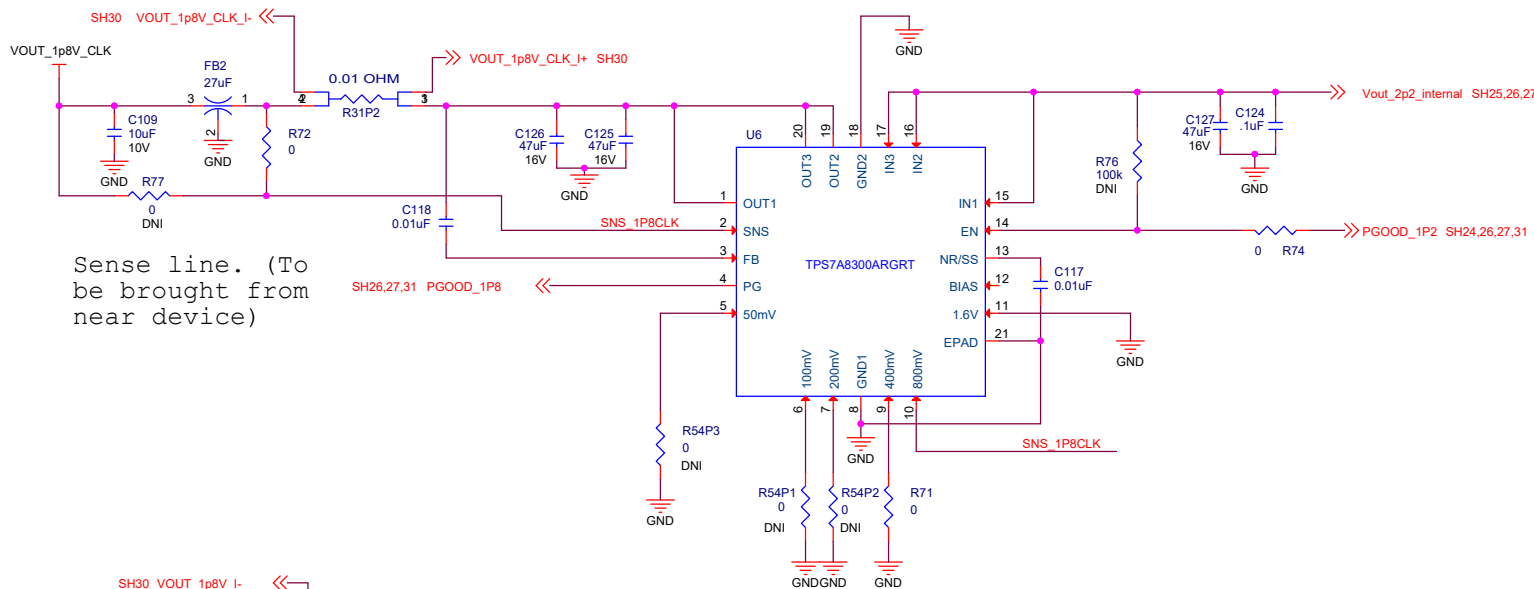 SH30 VOUT_1p8V_CLK_I-
VOUT_1p8V_CLK
FB2
27uF
0.01 OHM
VOUT_1p8V_CLK_I+ SH30
3
1
2
R31P2
C109
10uF
10V
GND
GND
R72
0
R77
0
DNI
C126
47uF
16V
C125
47uF
16V
GND
C118
0.01uF
Sense line. (To
be brought from
near device)
SNS_1P8CLK
SH26,27,31 PGOOD_1P8
GND
U6
20
19
18
17
16
OUT3
OUT2
GND2
IN3
IN2
1
OUT1
2
SNS
3
FB
4
PG
5
50mV
TPS7A8300ARGRT
IN1
15
EN
14
NR/SS
13
BIAS
12
1.6V
11
EPAD
21
100mV
200mV
GND1
400mV
800mV
6
7
8
9
10
Vout_2p2_internal SH25,26,27
R76
100k
DNI
C127
47uF
16V
C124
.1uF
GND
0 R74
PGOOD_1P2 SH24,26,27,31
C117
0.01uF
GND
R54P3
0
DNI
GND
GND
SNS_1P8CLK
R54P1
0
DNI
R54P2
0
DNI
R71
0
GND
GND
GND
SH30 VOUT 1p8V I-